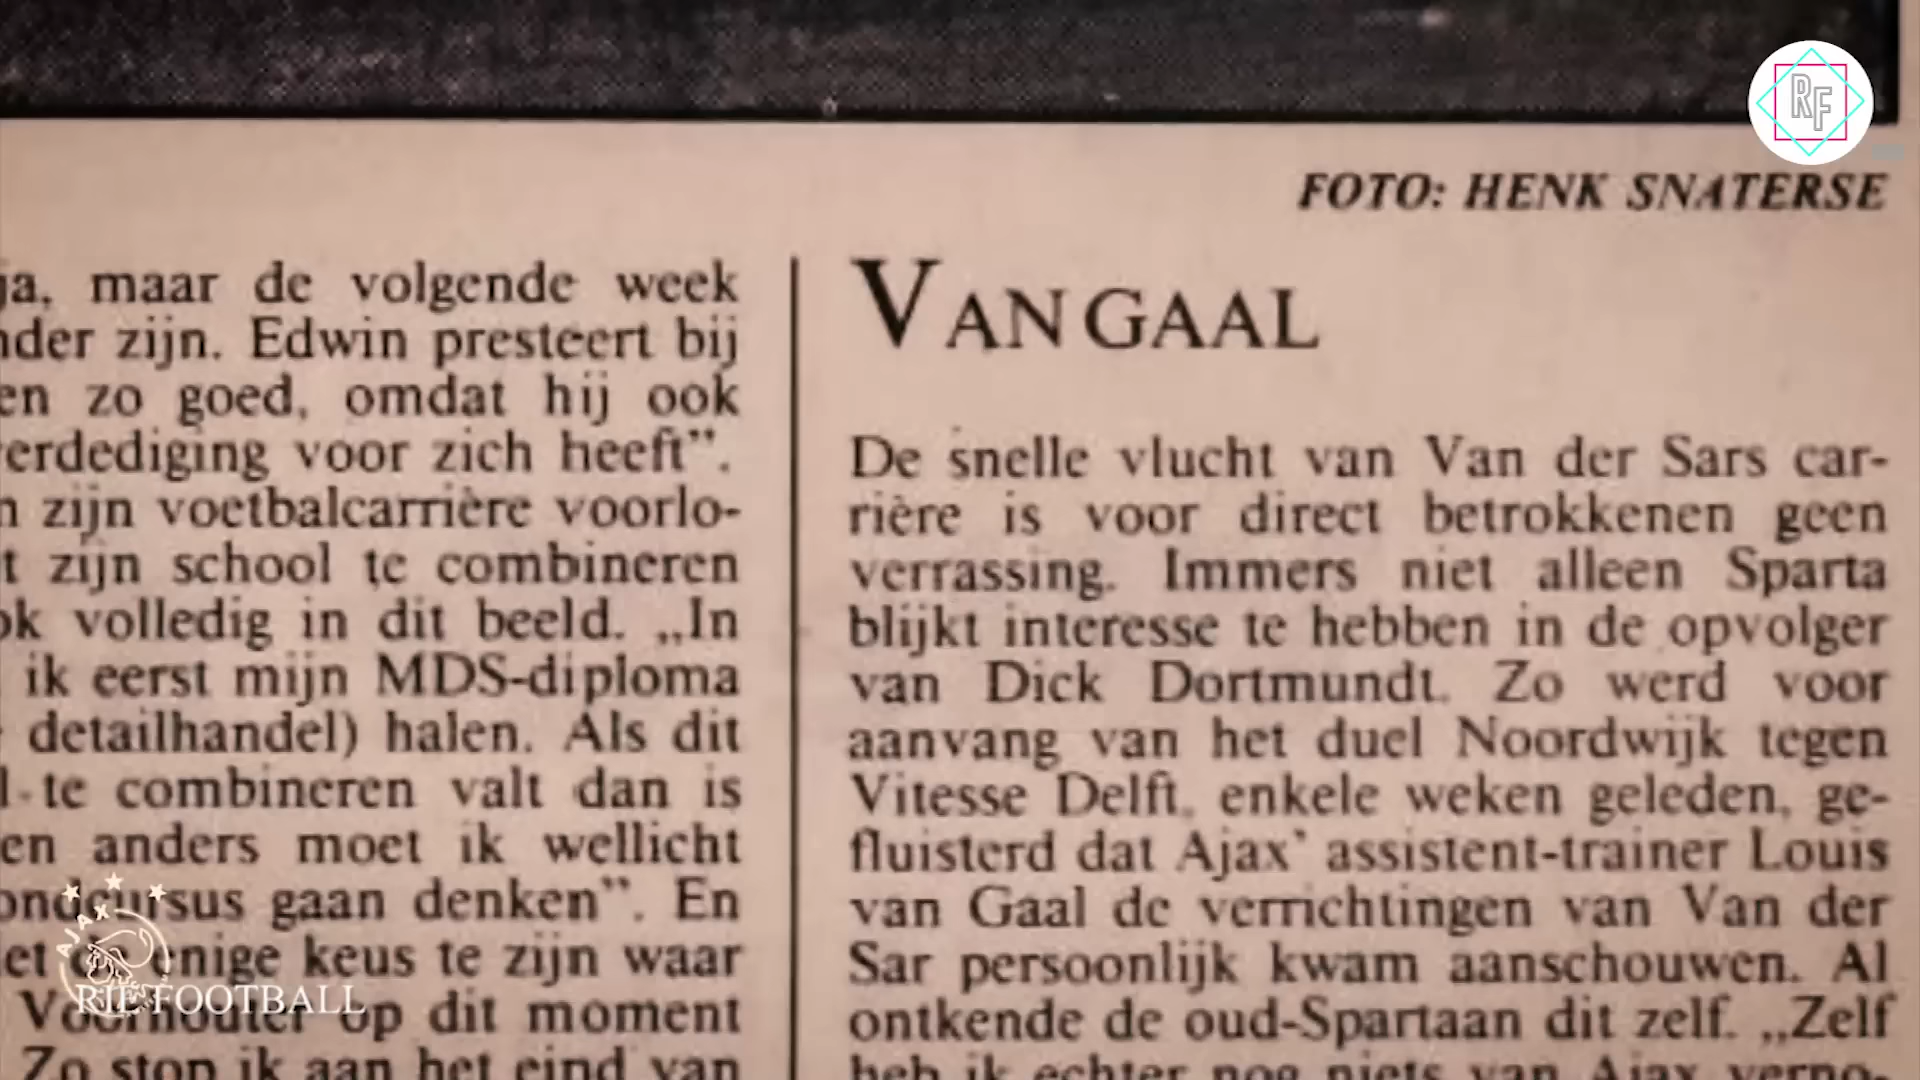 RF
FOTO: HENK SNATERSE
ja, maar de volgende week
nder zijn. Edwin presteert bij
en zo goed, omdat hij ook
verdediging voor zich heeft”.
n zijn voetbalcarrière voorlo-
t zijn school te combineren
ok volledig in dit beeld. „In
ik eerst mijn MDS-diploma
detailhandel) halen. Als dit
l te combineren valt dan is
en anders moet ik wellicht
ondcursus gaan denken”. En
et enige keus te zijn waar
Voorhouter op dit moment
Zo stop ik aan het eind van
VAN GAAL
De snelle vlucht van Van der Sars car-
rière is voor direct betrokkenen geen
verrassing. Immers niet alleen Sparta
blijkt interesse te hebben in de opvolger
van Dick Dortmundt. Zo werd voor
aanvang van het duel Noordwijk tegen
Vitesse Delft, enkele weken geleden, ge-
fluisterd dat Ajax' assistent-trainer Louis
van Gaal de verrichtingen van Van der
Sar persoonlijk kwam aanschouwen. Al
ontkende de oud-Spartaan dit zelf. „Zelf
heb ik echter nog niets van Ajax verno-
AJAX
RIF FOOTBALL